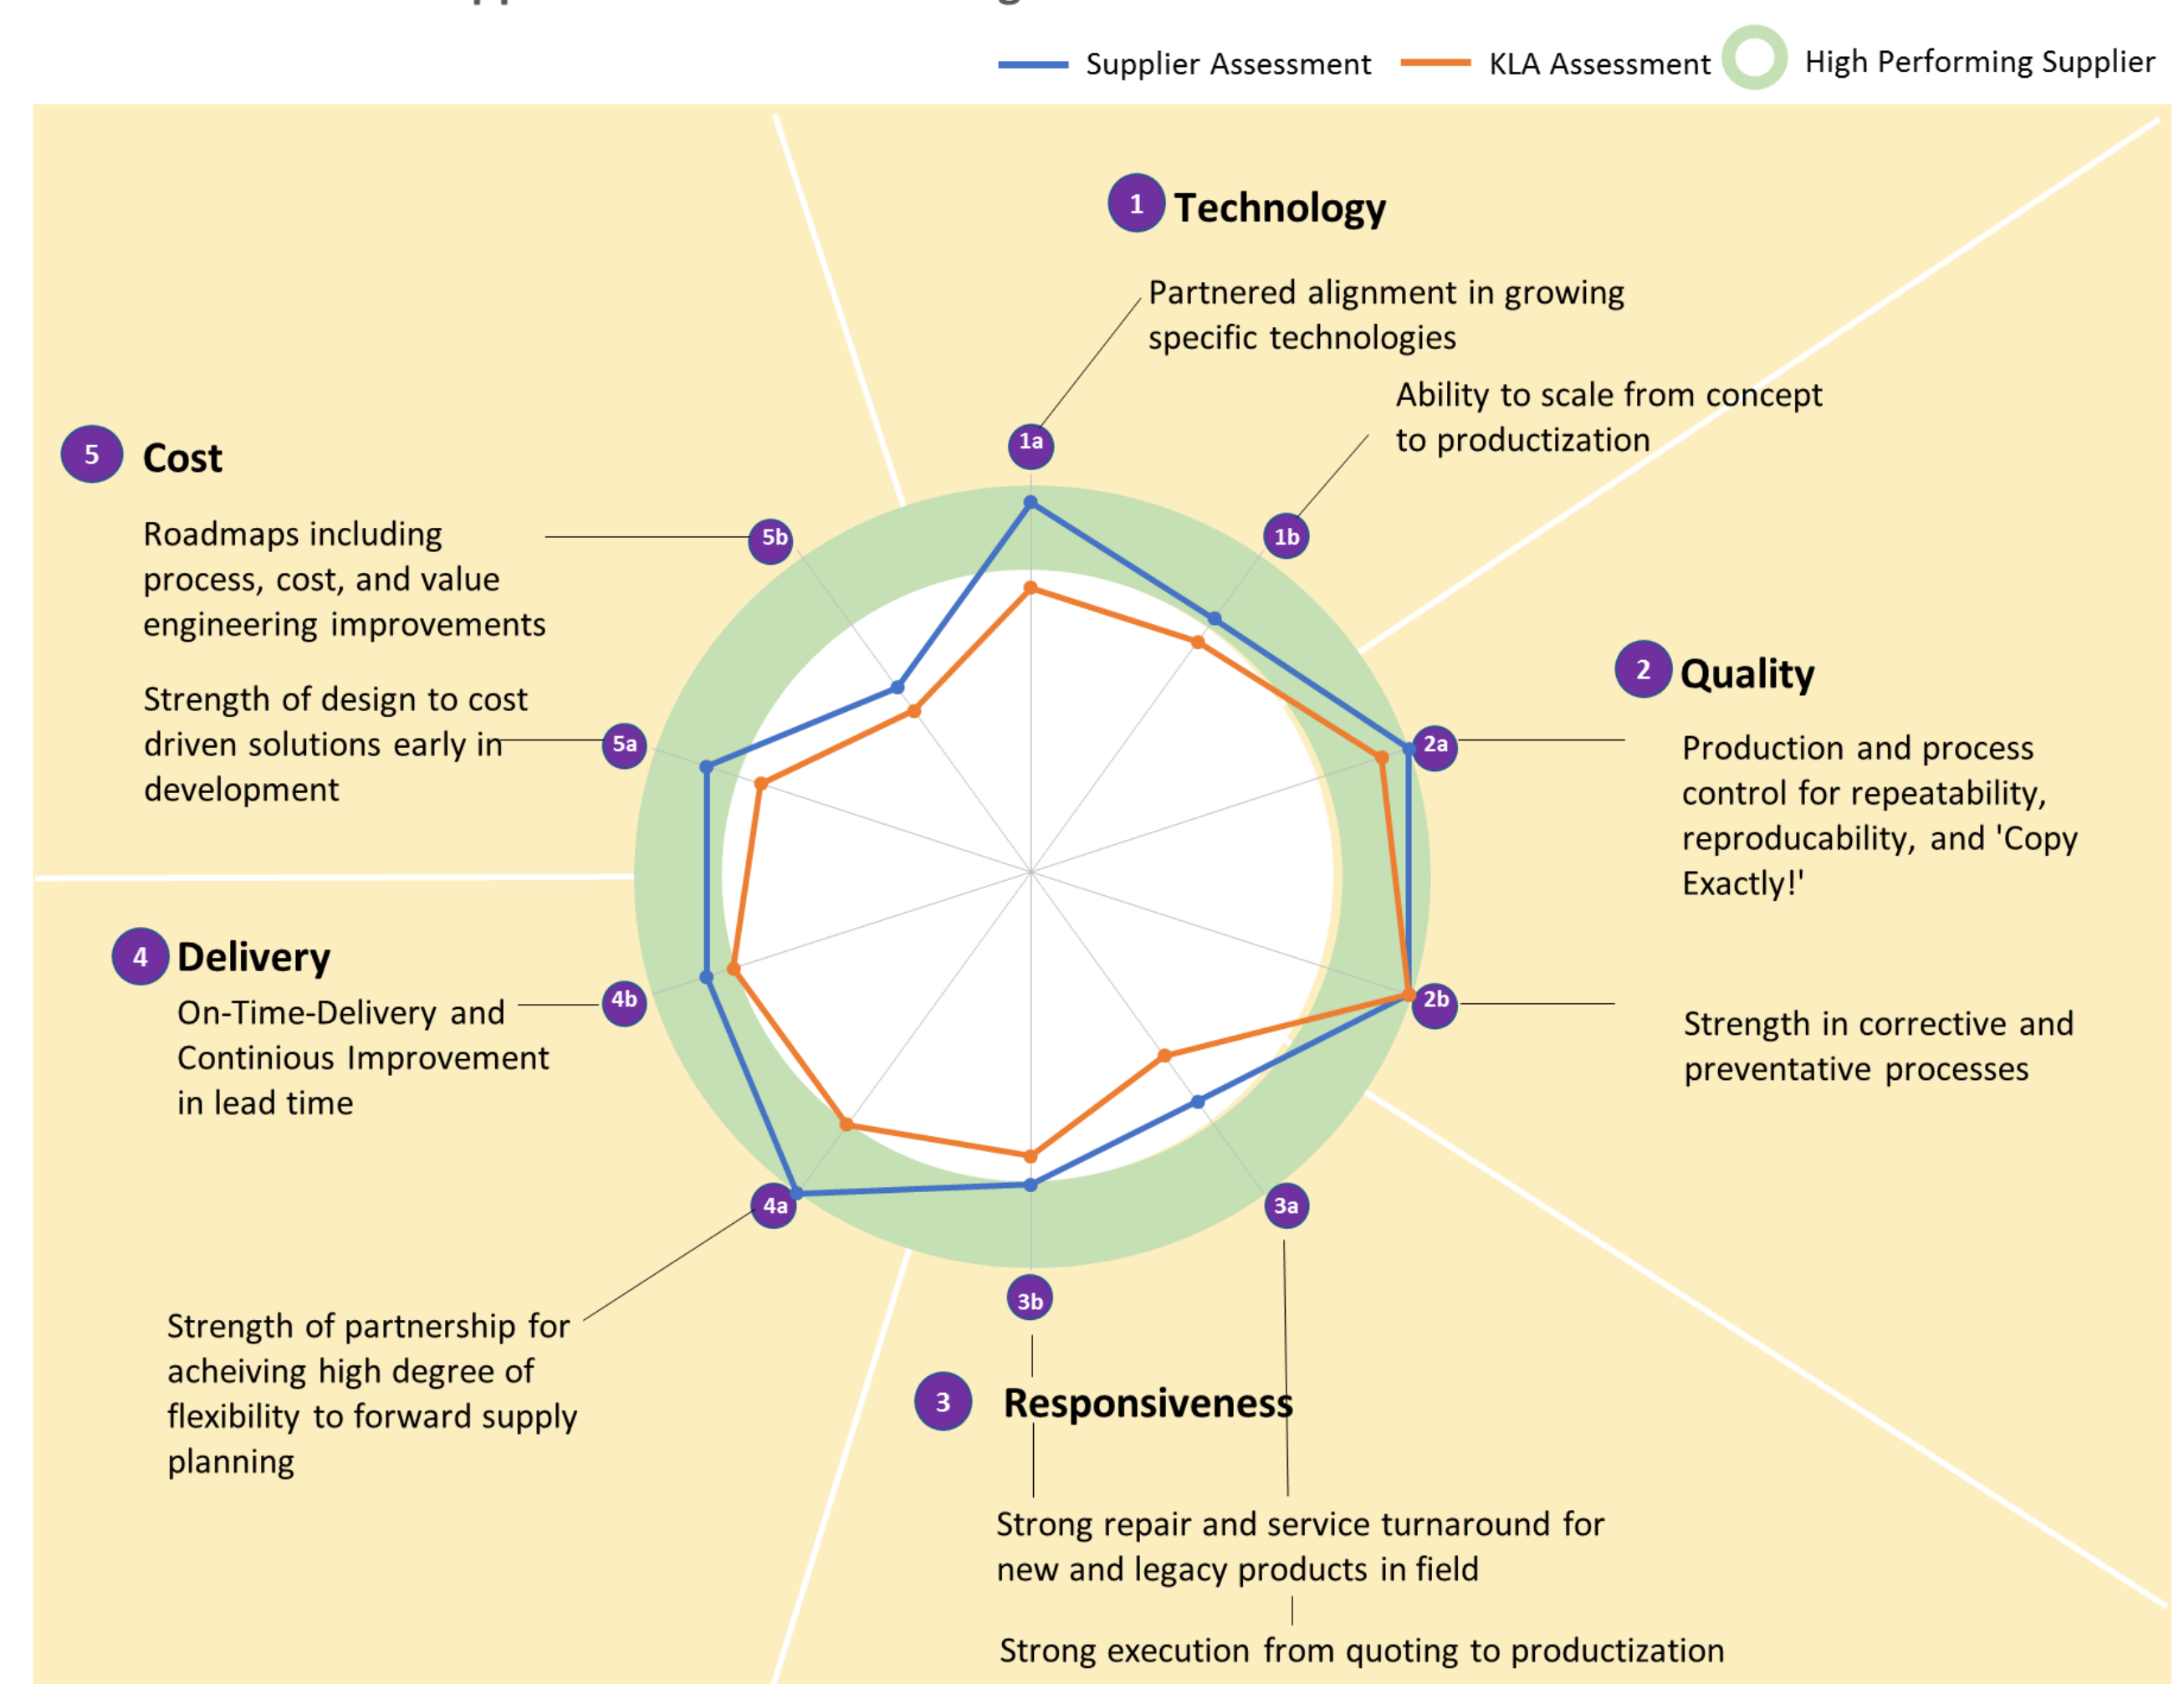 Supplier Assessment
KLA Assessment
High Performing Supplier
1 Technology
Partnered alignment in growing
specific technologies
Ability to scale from concept
to productization
1a
1b
5 Cost
Roadmaps including
process, cost, and value
engineering improvements
5b
Strength of design to cost
driven solutions early in
development
5a
2 Quality
2a
Production and process
control for repeatability,
reproducability, and 'Copy
Exactly!'
2b
Strength in corrective and
preventative processes
4 Delivery
On-Time-Delivery and
Continious Improvement
in lead time
4b
4a
Strength of partnership for
acheiving high degree of
flexibility to forward supply
planning
3a
3b
3 Responsiveness
Strong repair and service turnaround for
new and legacy products in field
Strong execution from quoting to productization